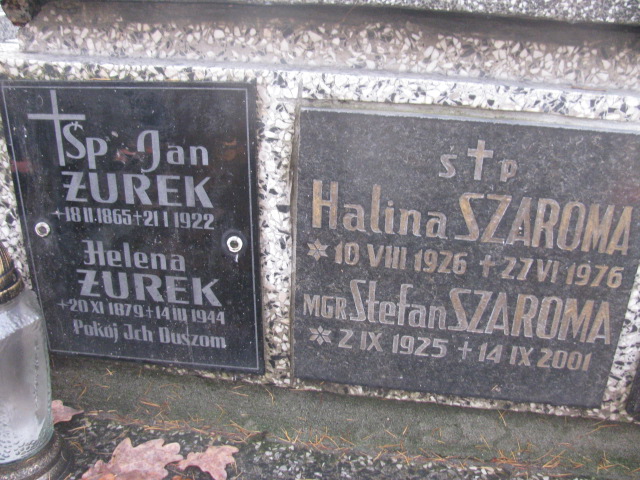 Śp Jan
ŻUREK
+18 II.1865+21 I 1922
Helena
ŻUREK
+20 XI 1879+14 III 1944
Pokój Ich Duszom
Ś † P
Halina SZAROMA
* 10 VIII 1926 +27 VI 1976
MGR Stefan SZAROMA
* 2 IX 1925 + 14 IX 2001